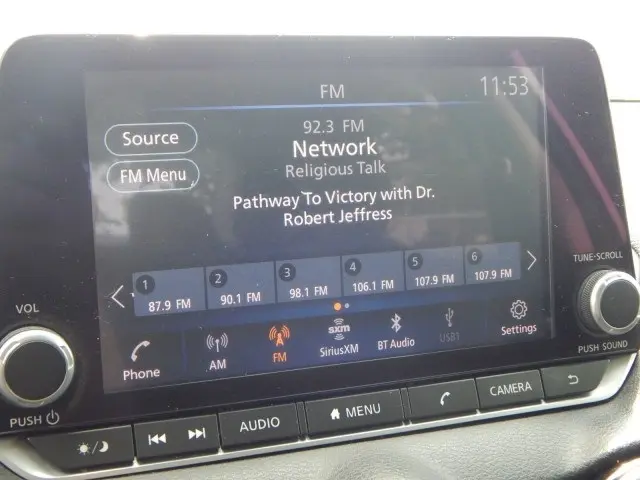 FM
11:53
Source
92.3 FM
Network
FM Menu
Religious Talk
Pathway To Victory with Dr.
Robert Jeffress
1
2
3
4
5
6
87.9 FM
90.1 FM
98.1 FM
106.1 FM
107.9 FM
107.9 FM
Phone
AM
FM
sxm
SiriusXM
BT Audio
USB1
Settings
VOL
PUSH
TUNE·SCROLL
PUSH SOUND
AUDIO
MENU
CAMERA